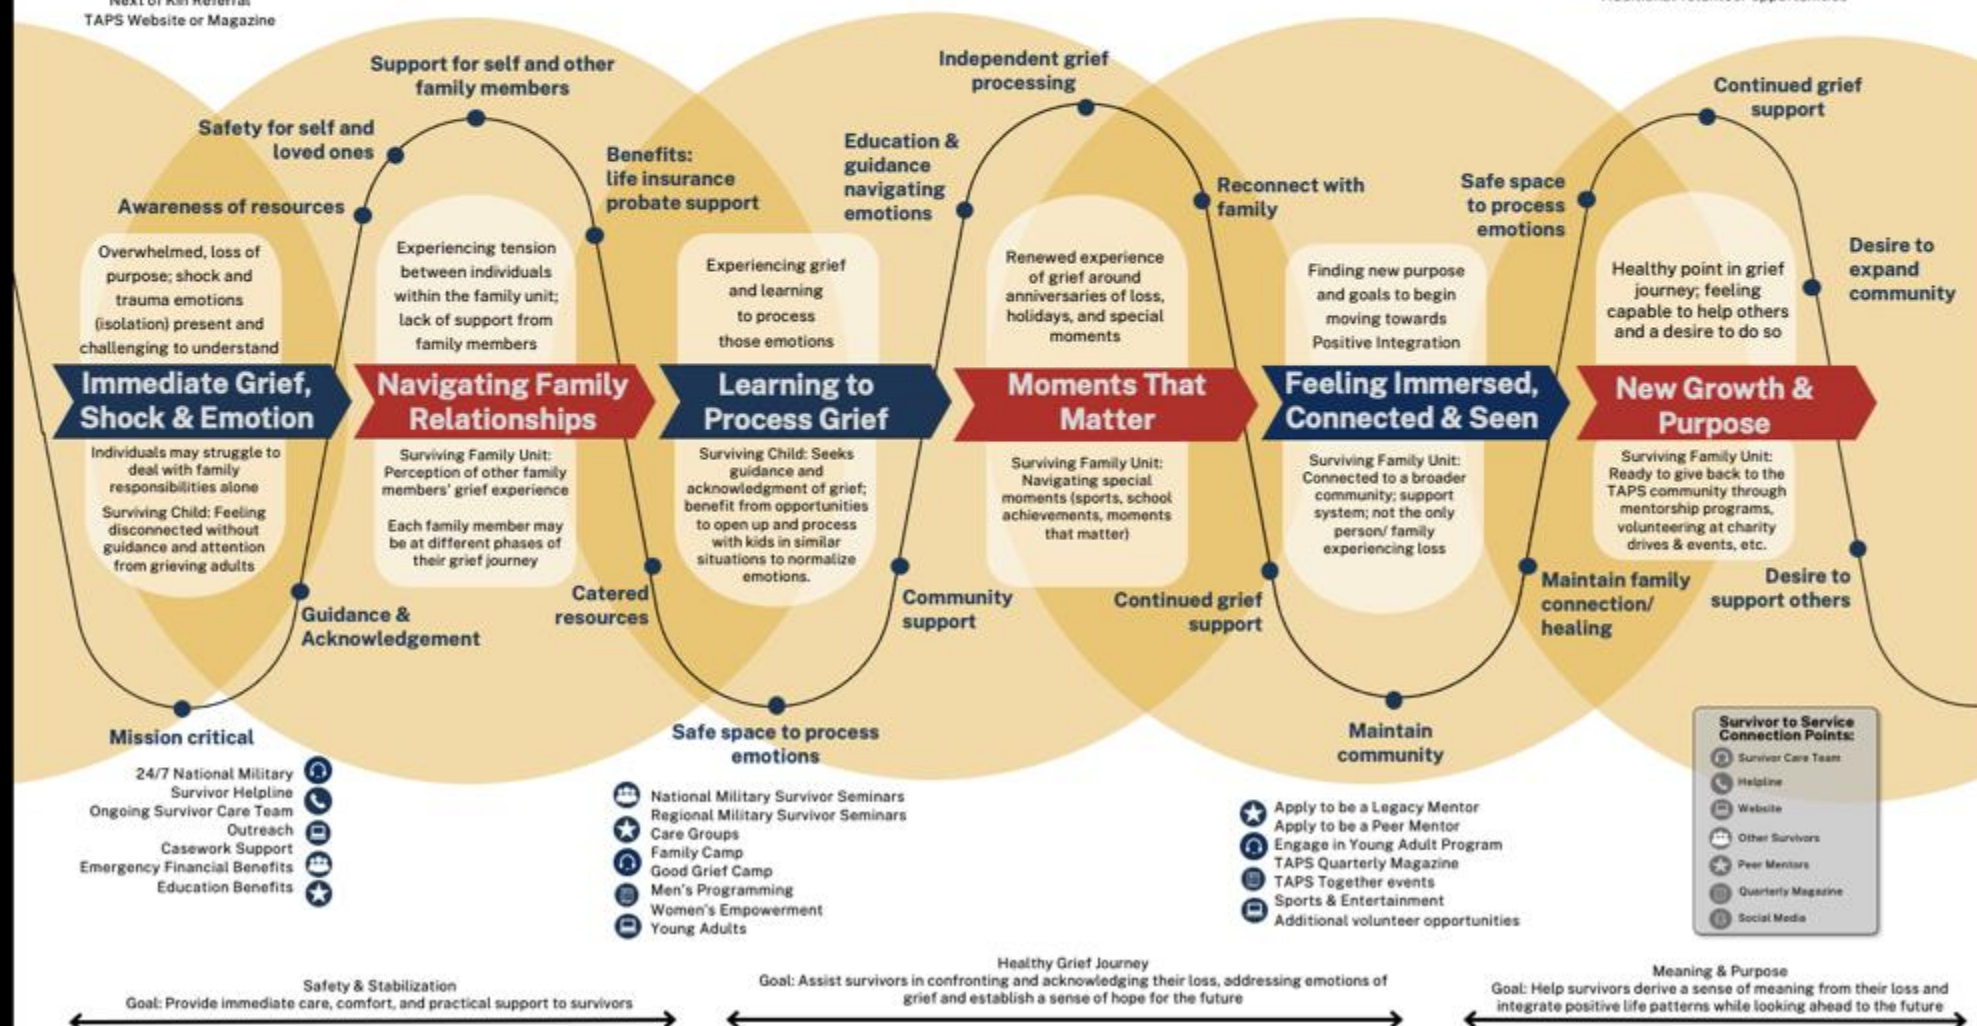 Next of Kin Referral
TAPS Website or Magazine
Additional volunteer opportunities
Support for self and other
family members
Safety for self and
loved ones
Awareness of resources
Benefits:
life insurance
probate support
Education &
guidance
navigating
emotions
Independent grief
processing
Reconnect with
family
Safe space
to process
emotions
Continued grief
support
Desire to
expand
community
Overwhelmed, loss of
purpose; shock and
trauma emotions
(isolation) present and
challenging to understand
Immediate Grief,
Shock & Emotion
Individuals may struggle to
deal with family
responsibilities alone
Surviving Child: Feeling
disconnected without
guidance and attention
from grieving adults
Experiencing tension
between individuals
within the family unit;
lack of support from
family members
Navigating Family
Relationships
Surviving Family Unit:
Perception of other family
members' grief experience
Each family member may
be at different phases of
their grief journey
Experiencing grief
and learning
to process
those emotions
Learning to
Process Grief
Surviving Child: Seeks
guidance and
acknowledgment of grief;
benefit from opportunities
to open up and process
with kids in similar
situations to normalize
emotions.
Renewed experience
of grief around
anniversaries of loss,
holidays, and special
moments
Moments That
Matter
Surviving Family Unit:
Navigating special
moments (sports, school
achievements, moments
that matter)
Finding new purpose
and goals to begin
moving towards
Positive Integration
Feeling Immersed,
Connected & Seen
Surviving Family Unit:
Connected to a broader
community; support
system; not the only
person/ family
experiencing loss
Healthy point in grief
journey; feeling
capable to help others
and a desire to do so
New Growth &
Purpose
Surviving Family Unit:
Ready to give back to the
TAPS community through
mentorship programs,
volunteering at charity
drives & events, etc.
Guidance &
Acknowledgement
Catered
resources
Community
support
Continued grief
support
Maintain family
connection/
healing
Desire to
support others
Mission critical
24/7 National Military
Survivor Helpline
Ongoing Survivor Care Team
Outreach
Casework Support
Emergency Financial Benefits
Education Benefits
Safe space to process
emotions
National Military Survivor Seminars
Regional Military Survivor Seminars
Care Groups
Family Camp
Good Grief Camp
Men's Programming
Women's Empowerment
Young Adults
Maintain
community
Apply to be a Legacy Mentor
Apply to be a Peer Mentor
Engage in Young Adult Program
TAPS Quarterly Magazine
TAPS Together events
Sports & Entertainment
Additional volunteer opportunities
Survivor to Service
Connection Points:
Survivor Care Team
Helpline
Website
Other Survivors
Peer Mentors
Quarterly Magazine
Social Media
Safety & Stabilization
Goal: Provide immediate care, comfort, and practical support to survivors
Healthy Grief Journey
Goal: Assist survivors in confronting and acknowledging their loss, addressing emotions of
grief and establish a sense of hope for the future
Meaning & Purpose
Goal: Help survivors derive a sense of meaning from their loss and
integrate positive life patterns while looking ahead to the future